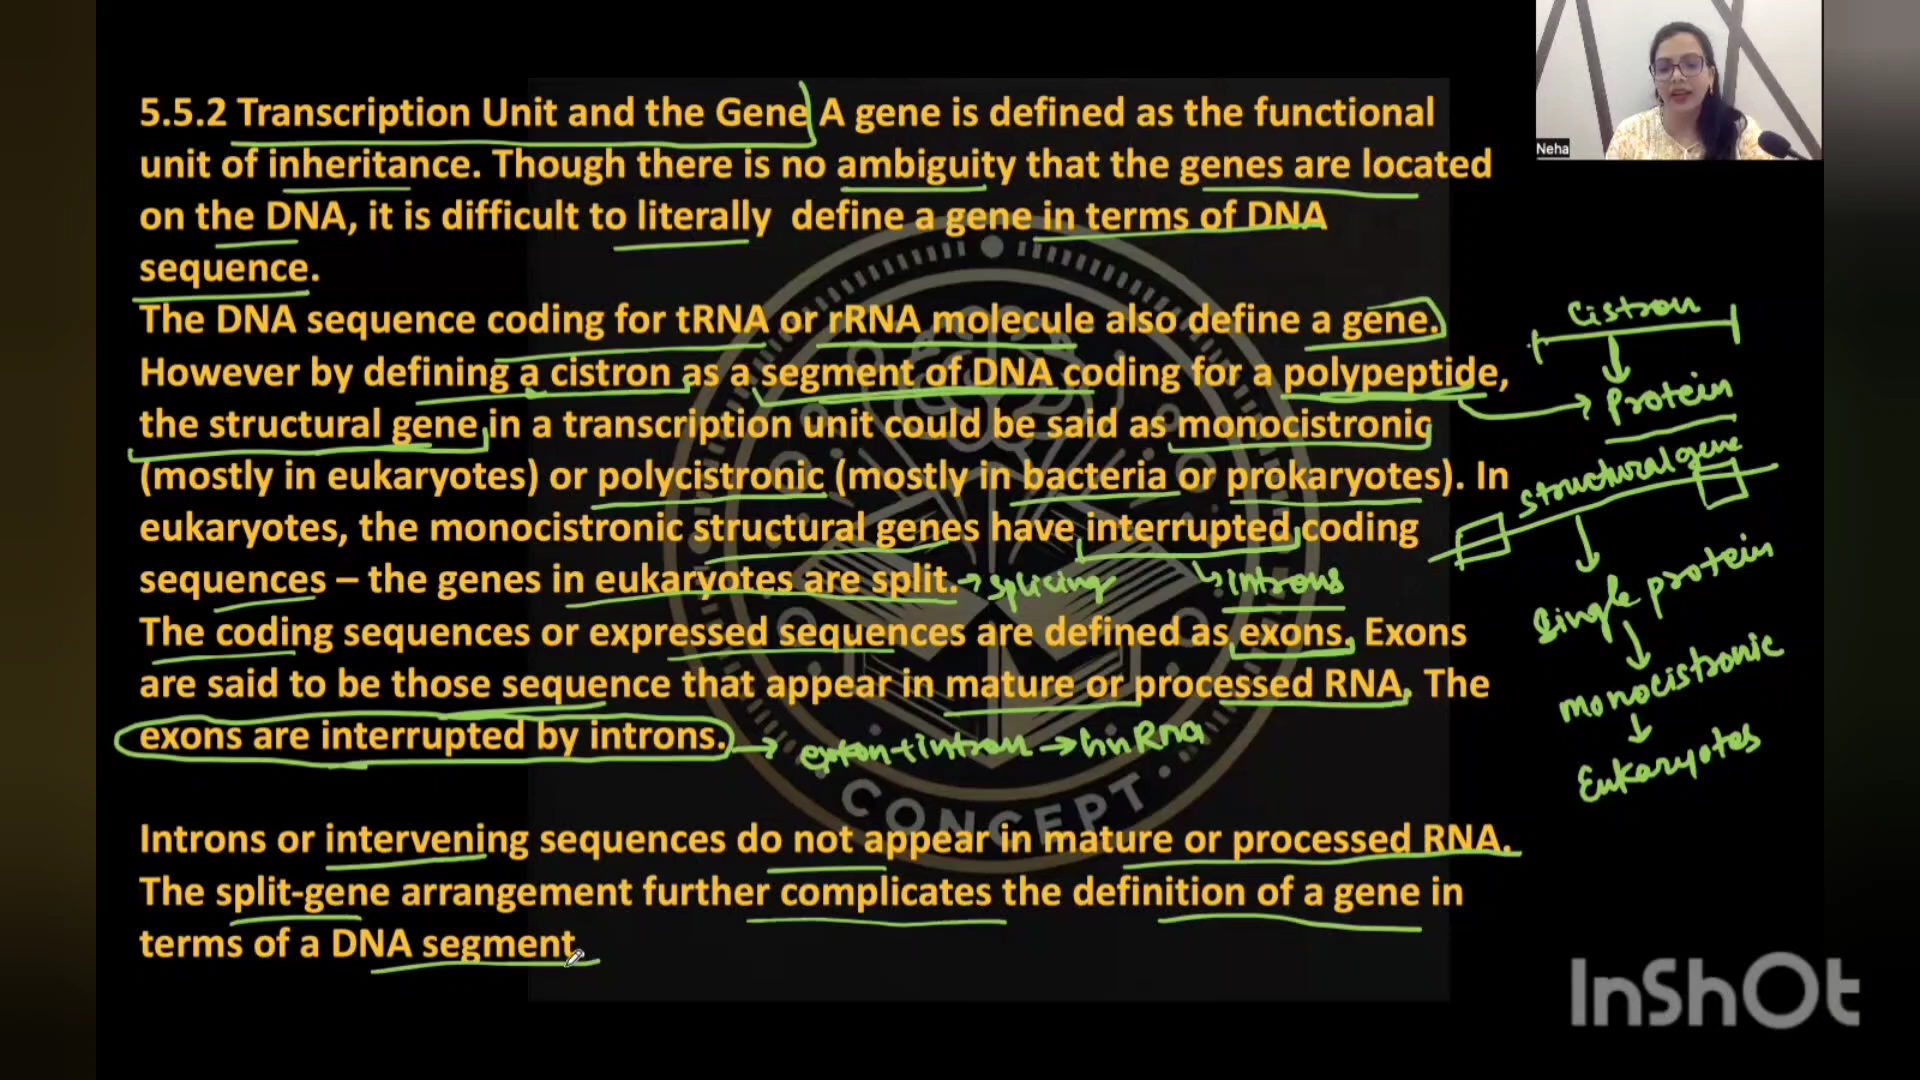 5.5.2 Transcription Unit and the Gene A gene is defined as the functional
unit of inheritance. Though there is no ambiguity that the genes are located
on the DNA, it is difficult to literally define a gene in terms of DNA
sequence.
The DNA sequence coding for tRNA or rRNA molecule also define a gene.
However by defining a cistron as a segment of DNA coding for a polypeptide,
the structural gene in a transcription unit could be said as monocistronic
(mostly in eukaryotes) or polycistronic (mostly in bacteria or prokaryotes). In
eukaryotes, the monocistronic structural genes have interrupted coding
sequences – the genes in eukaryotes are split.
splicing
introns
The coding sequences or expressed sequences are defined as exons. Exons
are said to be those sequence that appear in mature or processed RNA. The
exons are interrupted by introns.
→ exon+intron → hnRna
Introns or intervening sequences do not appear in mature or processed RNA.
The split-gene arrangement further complicates the definition of a gene in
terms of a DNA segment.
Cistron
Protein
structural gene
single protein
monocistronic
Eukaryotes
Neha
CONCEPT
InShOt